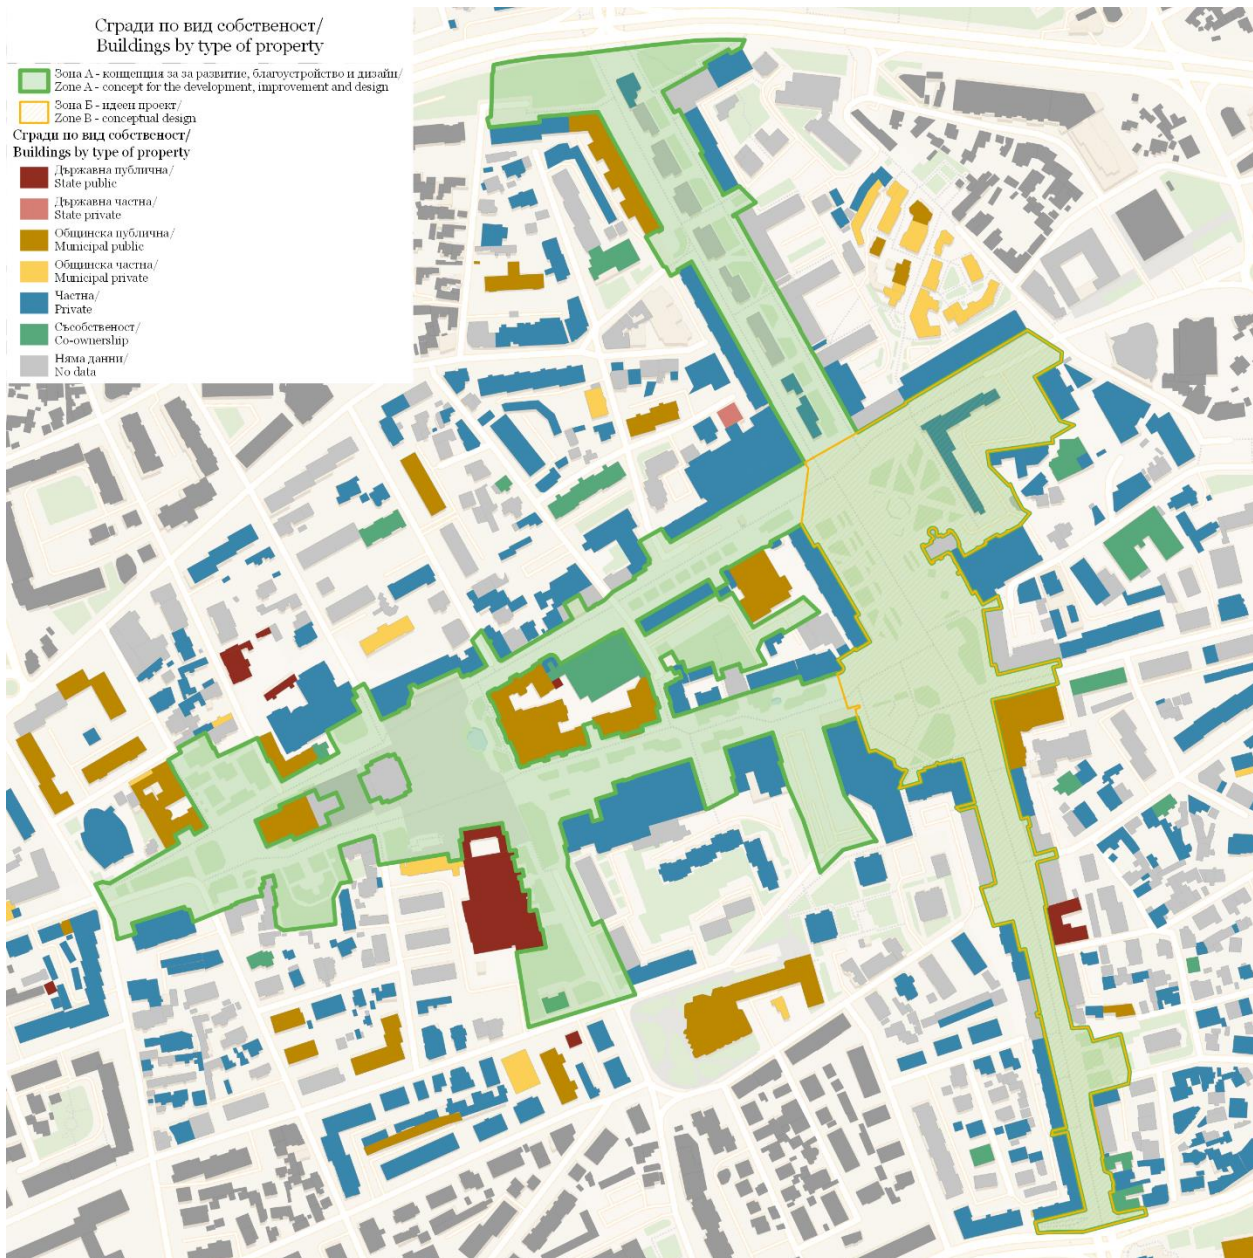 Сгради по вид собственост/
Buildings by type of property
Зона А - концепция за за развитие, благоустройство и дизайн/
Zone A - concept for the development, improvement and design
Зона Б - идеен проект/
Zone B - conceptual design
Сгради по вид собственост/
Buildings by type of property
Държавна публична/
State public
Държавна частна/
State private
Общинска публична/
Municipal public
Общинска частна/
Municipal private
Частна/
Private
Съсобственост/
Co-ownership
Няма данни/
No data